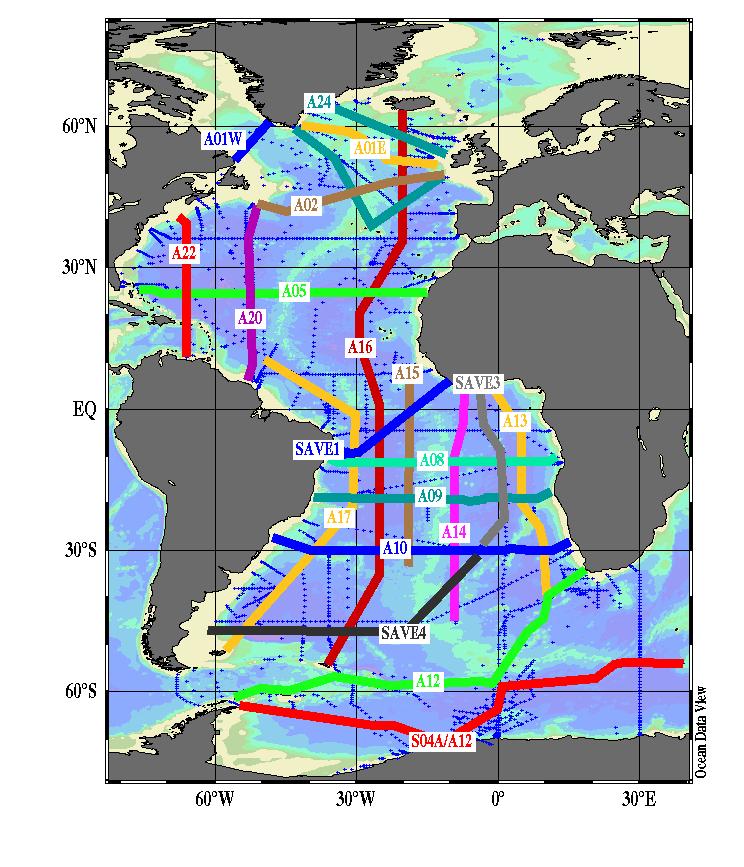 A24
60°N
A01W
A01E
A02
A22
30°N
A05
A20
A16
A15
SAVE3
EQ
A13
SAVE1
A08
A09
A17
A14
30°S
A10
SAVE4
A12
60°S
S04A/A12
Ocean Data View
60°W
30°W
0°
30°E